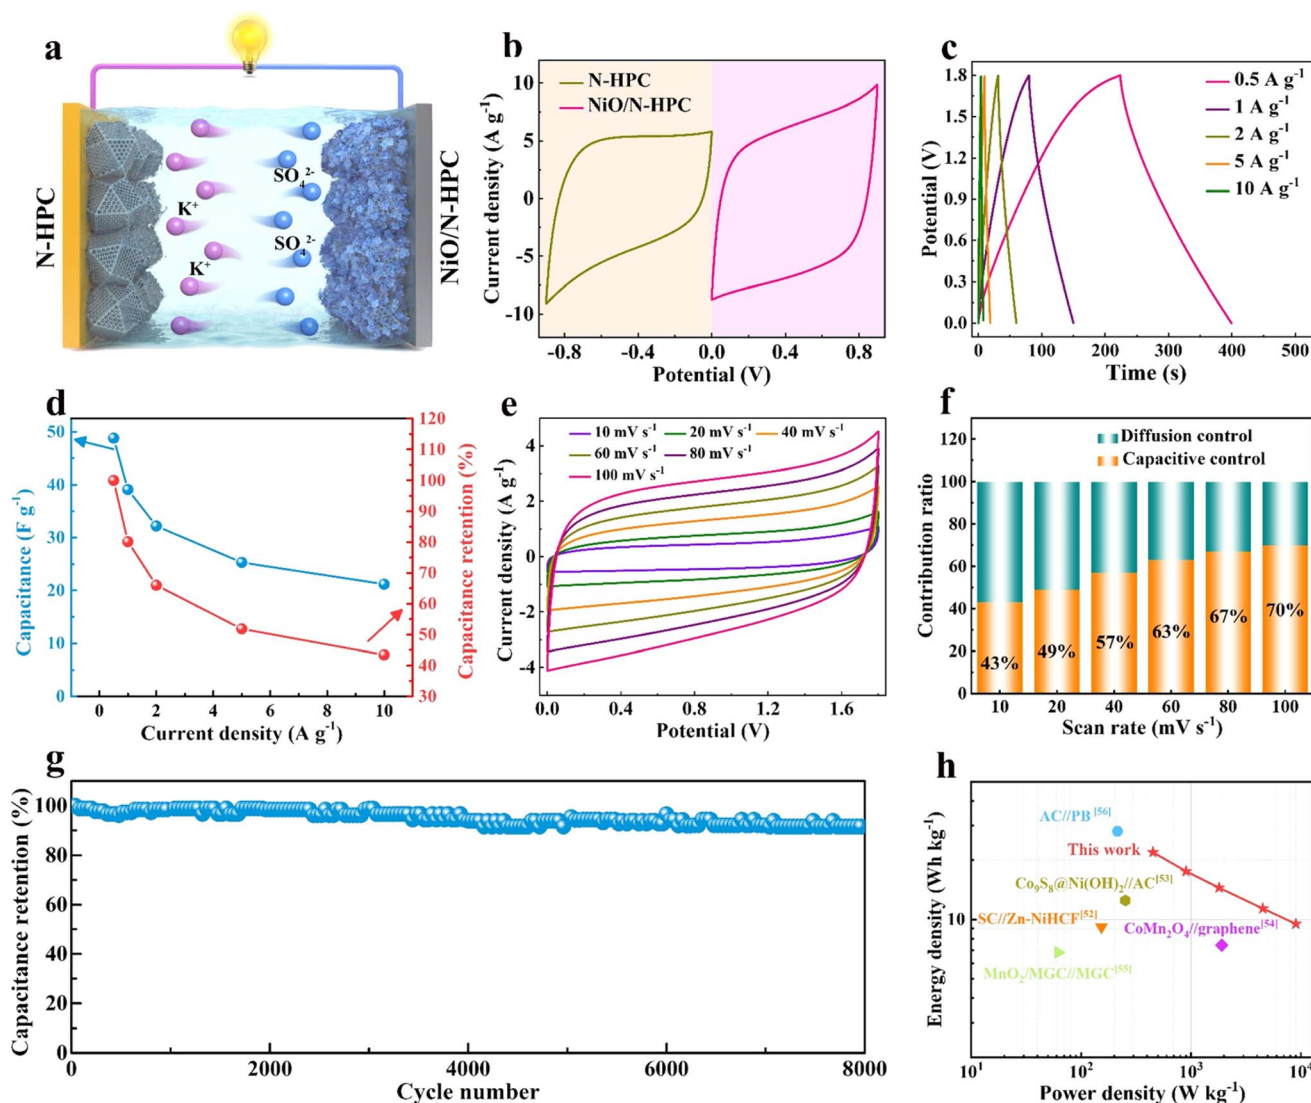 a
N-HPC
K⁺
K⁺
SO₄²⁻
SO₄²⁻
NiO/N-HPC
b
N-HPC
NiO/N-HPC
Current density (A g⁻¹)
10
5
0
-5
-10
-0.8
-0.4
0.0
0.4
0.8
Potential (V)
c
0.5 A g⁻¹
1 A g⁻¹
2 A g⁻¹
5 A g⁻¹
10 A g⁻¹
Potential (V)
1.8
1.5
1.2
0.9
0.6
0.3
0.0
0
100
200
300
400
500
Time (s)
d
Capacitance (F g⁻¹)
50
40
30
20
10
0
0
2
4
6
8
10
Current density (A g⁻¹)
120
110
100
90
80
70
60
50
40
30
Capacitance retention (%)
e
10 mV s⁻¹ 20 mV s⁻¹ 40 mV s⁻¹
60 mV s⁻¹ 80 mV s⁻¹
100 mV s⁻¹
Current density (A g⁻¹)
4
2
0
-2
-4
0.0
0.4
0.8
1.2
1.6
Potential (V)
f
Diffusion control
Capacitive control
Contribution ratio
120
100
80
60
40
20
0
43%
49%
57%
63%
67%
70%
10
20
40
60
80
100
Scan rate (mV s⁻¹)
g
Capacitance retention (%)
100
80
60
40
20
0
0
2000
4000
6000
8000
Cycle number
h
AC//PB [56]
This work
Co₉S₈@Ni(OH)₂//AC[53]
SC//Zn-NiHCF[52]
CoMn₂O₄//graphene[54]
MnO₂/MGC//MGC[55]
Energy density (Wh kg⁻¹)
10
10¹
10²
10³
10⁴
Power density (W kg⁻¹)